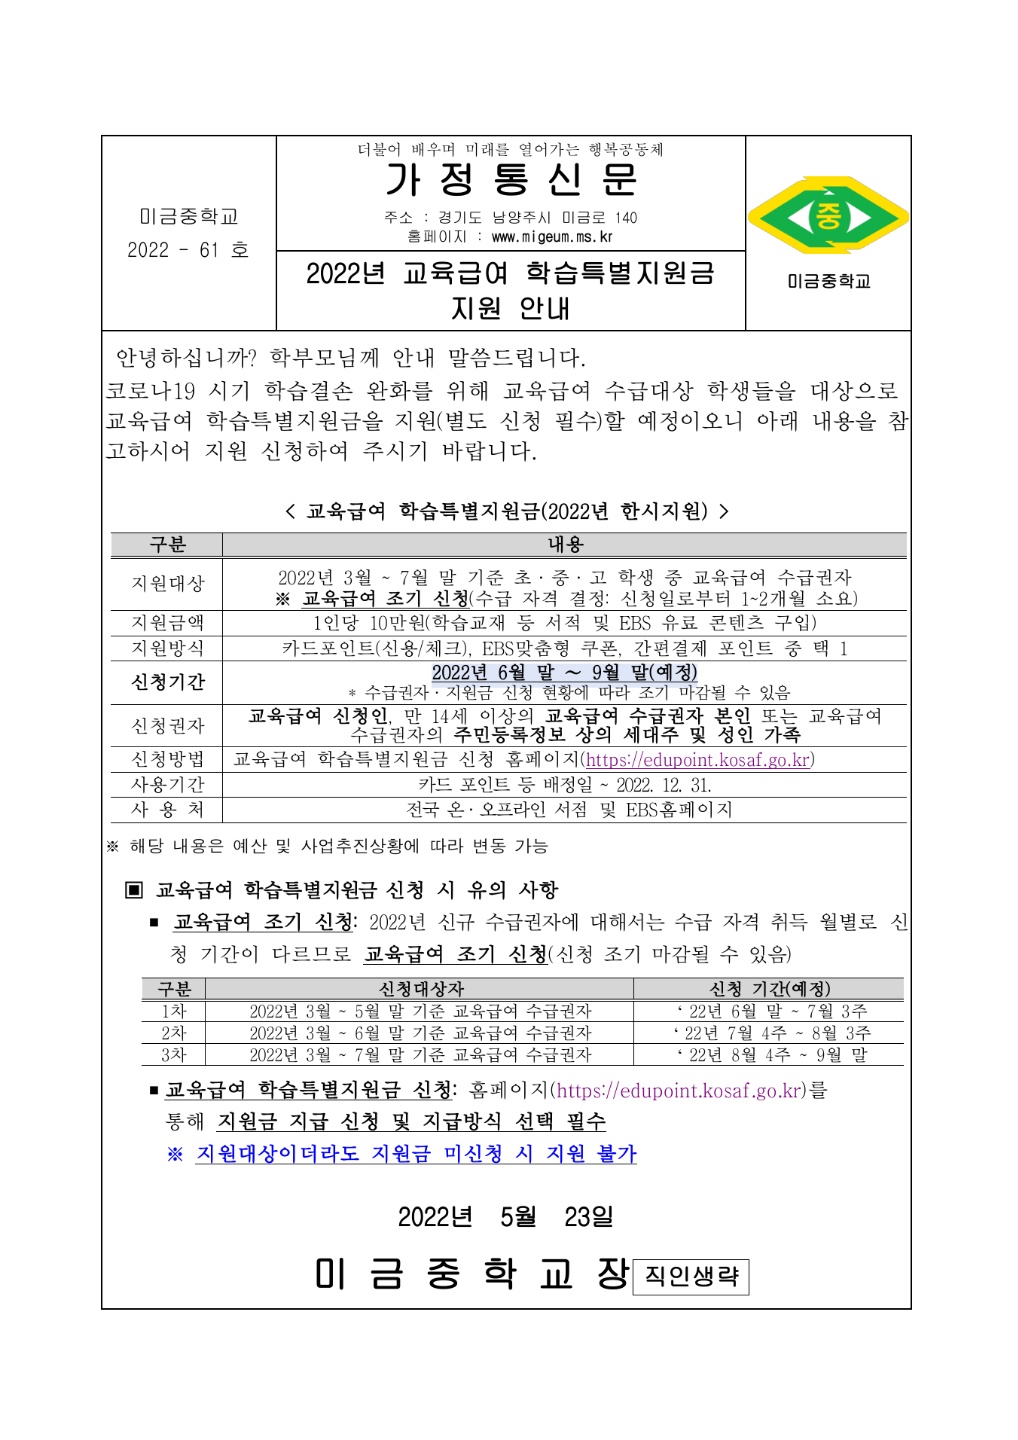 미금중학교
2022 - 61 호
더불어 배우며 미래를 열어가는 행복공동체
가 정 통 신 문
주소 : 경기도 남양주시 미금로 140
홈페이지 : www.migeum.ms.kr
2022년 교육급여 학습특별지원금
지원 안내
중
미금중학교
안녕하십니까? 학부모님께 안내 말씀드립니다.
코로나19 시기 학습결손 완화를 위해 교육급여 수급대상 학생들을 대상으로
교육급여 학습특별지원금을 지원(별도 신청 필수)할 예정이오니 아래 내용을 참
고하시어 지원 신청하여 주시기 바랍니다.
< 교육급여 학습특별지원금(2022년 한시지원) >
구분 내용
지원대상 2022년 3월 ~ 7월 말 기준 초·중·고 학생 중 교육급여 수급권자
※ 교육급여 조기 신청(수급 자격 결정: 신청일로부터 1~2개월 소요)
지원금액 1인당 10만원(학습교재 등 서적 및 EBS 유료 콘텐츠 구입)
지원방식 카드포인트(신용/체크), EBS맞춤형 쿠폰, 간편결제 포인트 중 택 1
신청기간 2022년 6월 말 ~ 9월 말(예정)
* 수급권자·지원금 신청 현황에 따라 조기 마감될 수 있음
신청권자 교육급여 신청인, 만 14세 이상의 교육급여 수급권자 본인 또는 교육급여
수급권자의 주민등록정보 상의 세대주 및 성인 가족
신청방법 교육급여 학습특별지원금 신청 홈페이지(https://edupoint.kosaf.go.kr)
사용기간 카드 포인트 등 배정일 ~ 2022. 12. 31.
사 용 처 전국 온·오프라인 서점 및 EBS홈페이지
※ 해당 내용은 예산 및 사업추진상황에 따라 변동 가능
▣ 교육급여 학습특별지원금 신청 시 유의 사항
▪ 교육급여 조기 신청: 2022년 신규 수급권자에 대해서는 수급 자격 취득 월별로 신
청 기간이 다르므로 교육급여 조기 신청(신청 조기 마감될 수 있음)
구분 신청대상자 신청 기간(예정)
1차 2022년 3월 ~ 5월 말 기준 교육급여 수급권자 ‘ 22년 6월 말 ~ 7월 3주
2차 2022년 3월 ~ 6월 말 기준 교육급여 수급권자 ‘ 22년 7월 4주 ~ 8월 3주
3차 2022년 3월 ~ 7월 말 기준 교육급여 수급권자 ‘ 22년 8월 4주 ~ 9월 말
▪ 교육급여 학습특별지원금 신청: 홈페이지(https://edupoint.kosaf.go.kr)를
통해 지원금 지급 신청 및 지급방식 선택 필수
※ 지원대상이더라도 지원금 미신청 시 지원 불가
2022년 5월 23일
미 금 중 학 교 장 직인생략